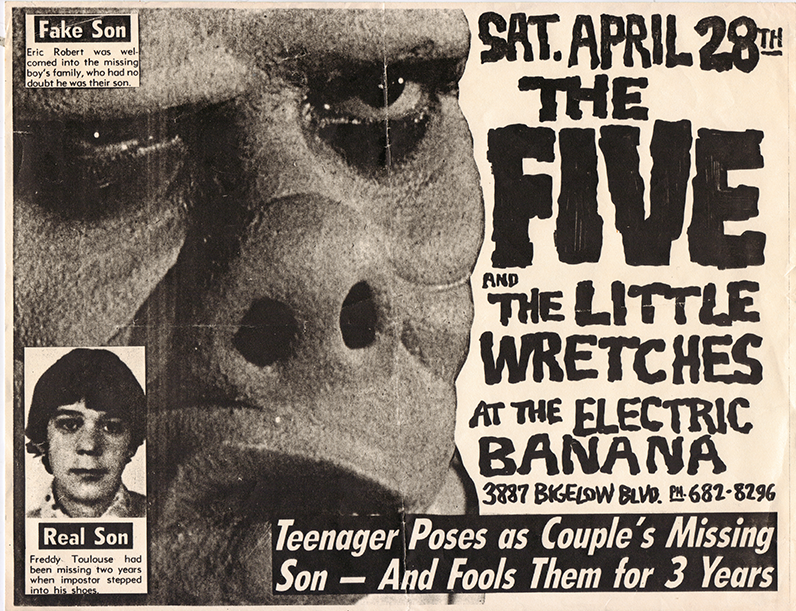 Fake Son
Eric Robert was wel-
comed into the missing
boy's family, who had no
doubt he was their son.
SAT. APRIL 28TH
THE
FIVE
AND
THE LITTLE
WRETCHES
AT THE ELECTRIC
BANANA
3887 BIGELOW BLVD. PH. 682-8296
Real Son
Freddy Toulouse had
been missing two years
when impostor stepped
into his shoes.
Teenager Poses as Couple's Missing
Son — And Fools Them for 3 Years